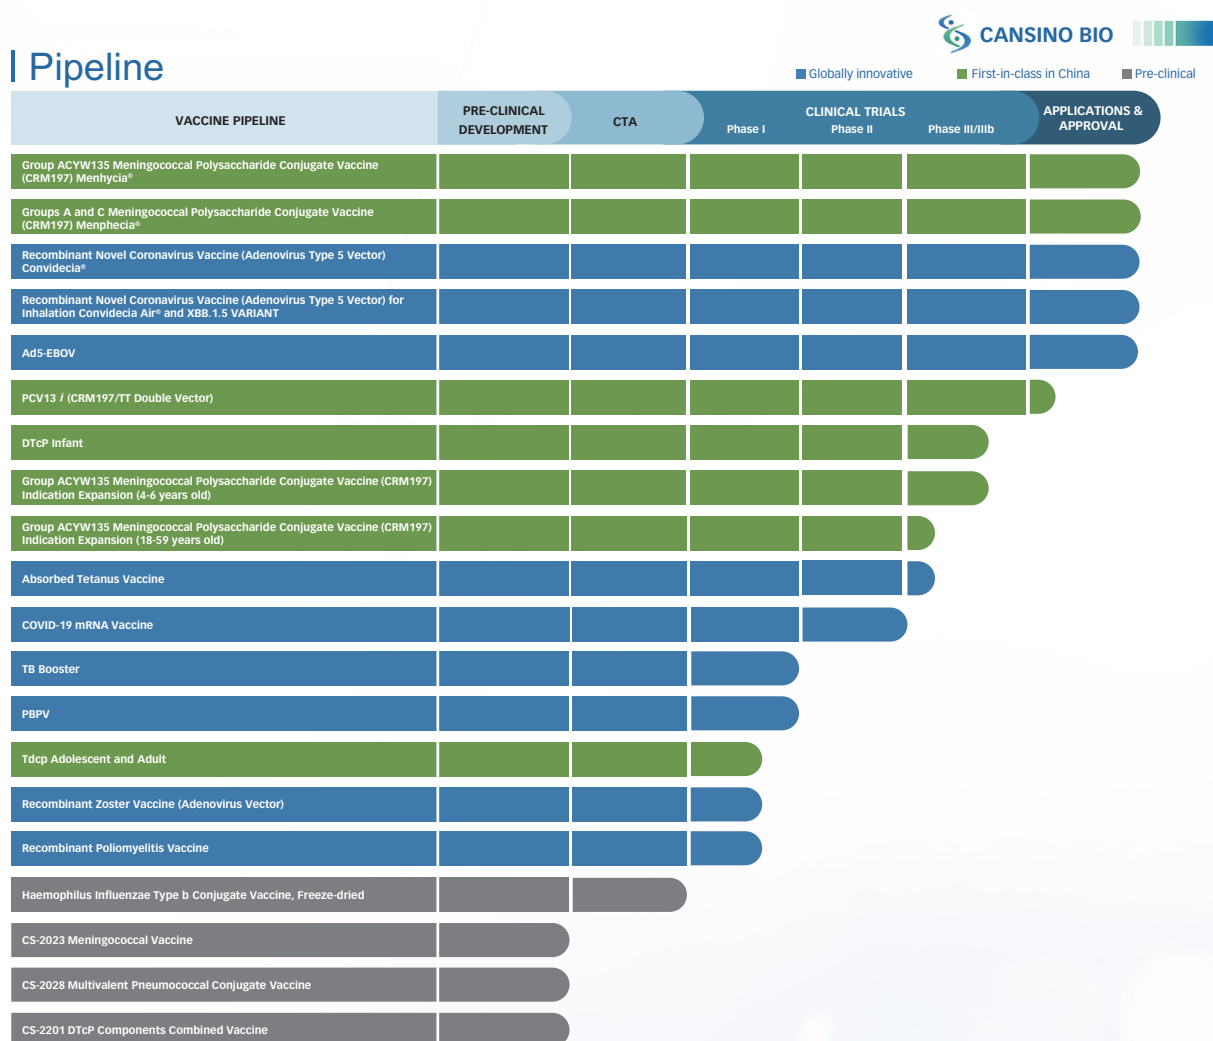 CANSINO BIO
Pipeline
Globally innovative
First-in-class in China
Pre-clinical
VACCINE PIPELINE
PRE-CLINICAL
DEVELOPMENT
CTA
CLINICAL TRIALS
Phase I
Phase II
Phase III/IIIb
APPLICATIONS &
APPROVAL
Group ACYW135 Meningococcal Polysaccharide Conjugate Vaccine
(CRM197) Menhycia®
Groups A and C Meningococcal Polysaccharide Conjugate Vaccine
(CRM197) Menphecia®
Recombinant Novel Coronavirus Vaccine (Adenovirus Type 5 Vector)
Convidecia®
Recombinant Novel Coronavirus Vaccine (Adenovirus Type 5 Vector) for
Inhalation Convidecia Air® and XBB.1.5 VARIANT
Ad5-EBOV
PCV13 i (CRM197/TT Double Vector)
DTcP Infant
Group ACYW135 Meningococcal Polysaccharide Conjugate Vaccine (CRM197)
Indication Expansion (4-6 years old)
Group ACYW135 Meningococcal Polysaccharide Conjugate Vaccine (CRM197)
Indication Expansion (18-59 years old)
Absorbed Tetanus Vaccine
COVID-19 mRNA Vaccine
TB Booster
PBPV
Tdcp Adolescent and Adult
Recombinant Zoster Vaccine (Adenovirus Vector)
Recombinant Poliomyelitis Vaccine
Haemophilus Influenzae Type b Conjugate Vaccine, Freeze-dried
CS-2023 Meningococcal Vaccine
CS-2028 Multivalent Pneumococcal Conjugate Vaccine
CS-2201 DTcP Components Combined Vaccine